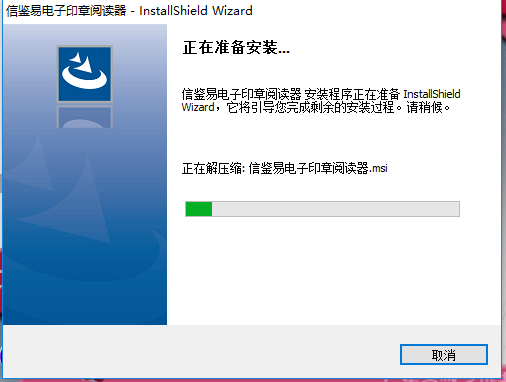 信鉴易电子印章阅读器 - InstallShield Wizard
正在准备安装...
信鉴易电子印章阅读器 安装程序正在准备 InstallShield
Wizard，它将引导您完成剩余的安装过程。请稍候。
正在解压缩: 信鉴易电子印章阅读器.msi
取消